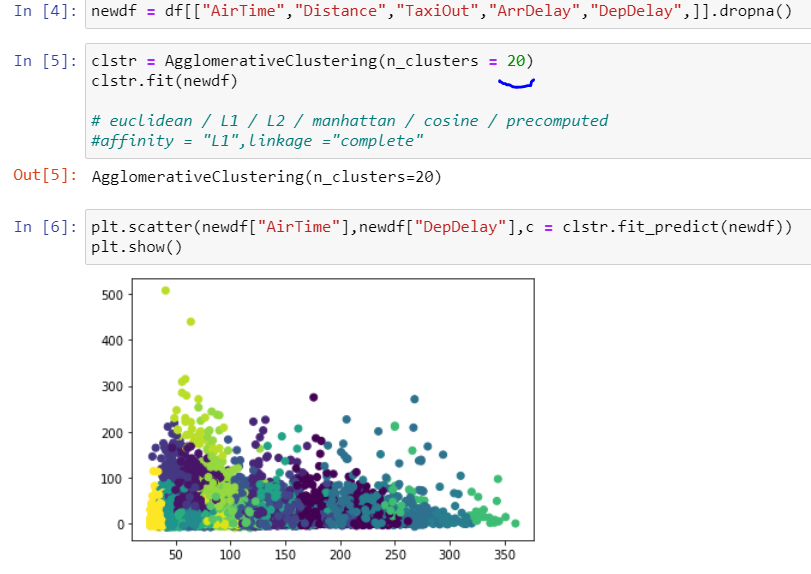 In [4]: newdf = df[["AirTime","Distance","TaxiOut","ArrDelay","DepDelay",]].dropna()
In [5]: clstr = AgglomerativeClustering(n_clusters = 20)
clstr.fit(newdf)
# euclidean / L1 / L2 / manhattan / cosine / precomputed
#affinity = "L1",linkage ="complete"
Out[5]: AgglomerativeClustering(n_clusters=20)
In [6]: plt.scatter(newdf["AirTime"],newdf["DepDelay"],c = clstr.fit_predict(newdf))
plt.show()
500
400
300
200
100
0
50 100 150 200 250 300 350